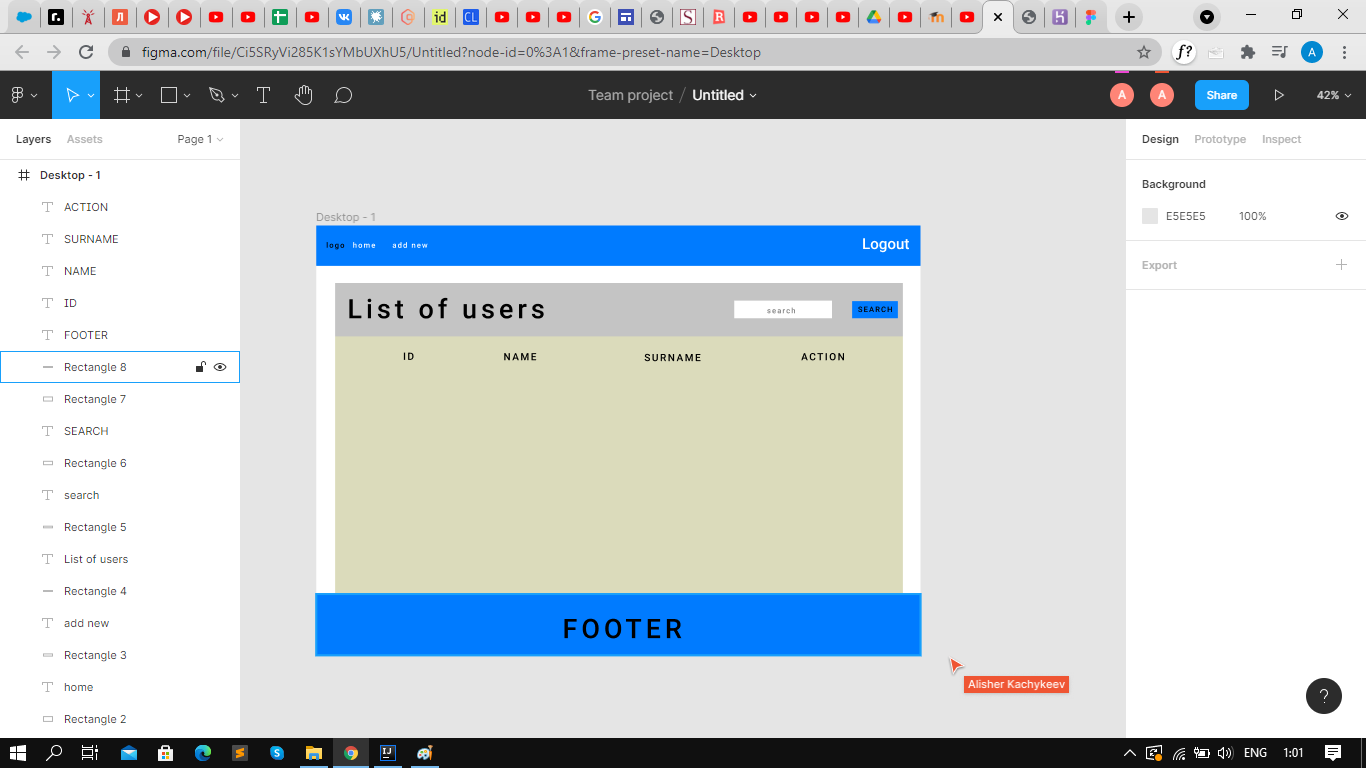 id
CL
figma.com/file/Ci5SRyVi285K1sYMbUXhU5/Untitled?node-id=0%3A1&frame-preset-name=Desktop
f?
A
Team project / Untitled
A
A
Share
42%
Layers
Assets
Page 1
Design
Prototype
Inspect
Desktop - 1
Background
E5E5E5
100%
Export
ACTION
SURNAME
NAME
ID
FOOTER
Rectangle 8
Rectangle 7
SEARCH
Rectangle 6
search
Rectangle 5
List of users
Rectangle 4
add new
Rectangle 3
home
Rectangle 2
Desktop - 1
logo home add new
Logout
List of users
search
SEARCH
ID NAME SURNAME ACTION
FOOTER
Alisher Kachykeev
?
IJ
ENG
1:01